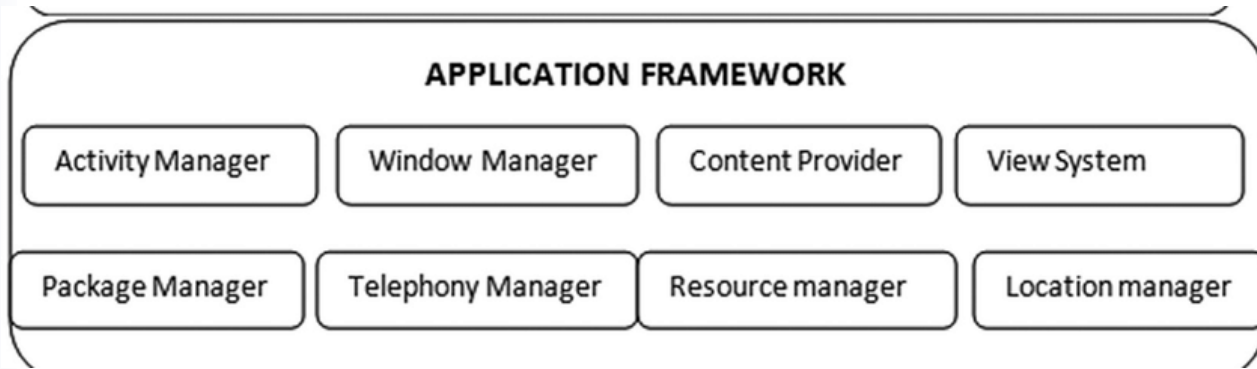 APPLICATION FRAMEWORK
Activity Manager
Window Manager
Content Provider
View System
Package Manager
Telephony Manager
Resource manager
Location manager